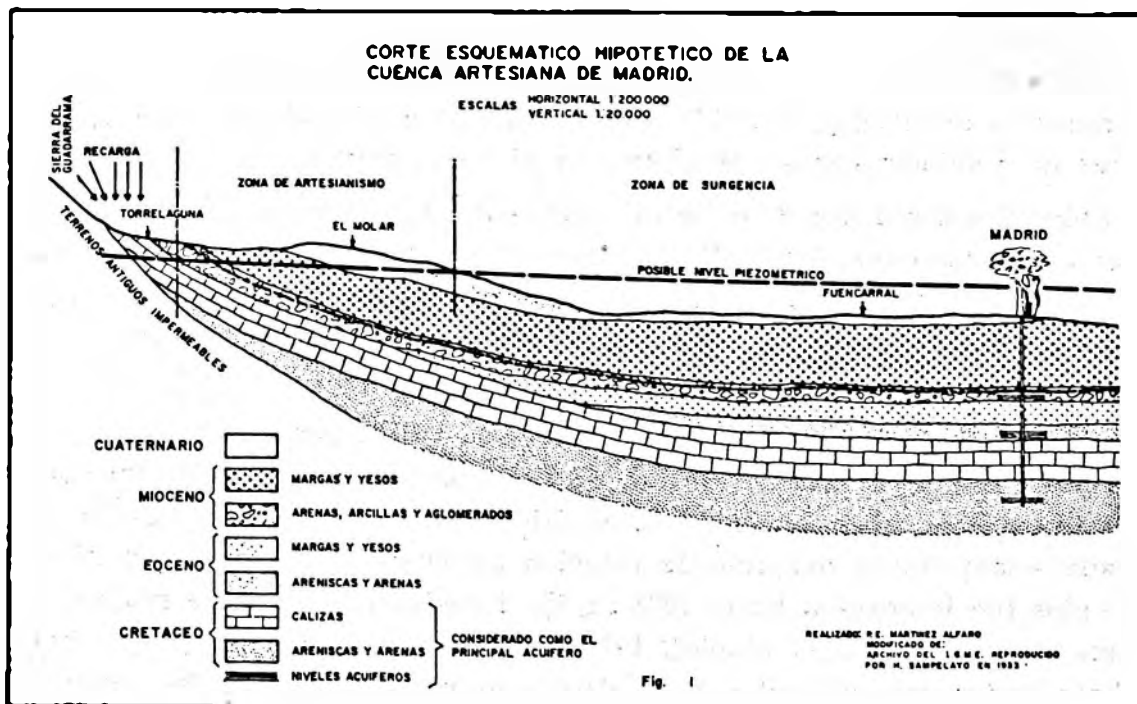 CORTE ESQUEMATICO HIPOTETICO DE LA
CUENCA ARTESIANA DE MADRID.
ESCALAS HORIZONTAL 1 200 000
VERTICAL 1.20 000
SIERRA DEL
GUADARRAMA
RECARGA
ZONA DE ARTESIANISMO
ZONA DE SURGENCIA
TORRELAGUNA
EL MOLAR
MADRID
POSIBLE NIVEL PIEZOMETRICO
FUENCARRAL
TERRENOS ANTIGUOS IMPERMEABLES
CUATERNARIO
MIOCENO
MARGAS Y YESOS
ARENAS, ARCILLAS Y AGLOMERADOS
EOCENO
MARGAS Y YESOS
ARENISCAS Y ARENAS
CRETACEO
CALIZAS
ARENISCAS Y ARENAS
NIVELES ACUIFEROS
CONSIDERADO COMO EL
PRINCIPAL ACUIFERO
REALIZADO: P.E. MARTINEZ ALFARO
MODIFICADO DE:
ARCHIVO DEL I.G.M.E. REPRODUCIDO
POR H. SAMPELAYO EN 1933
Fig. I